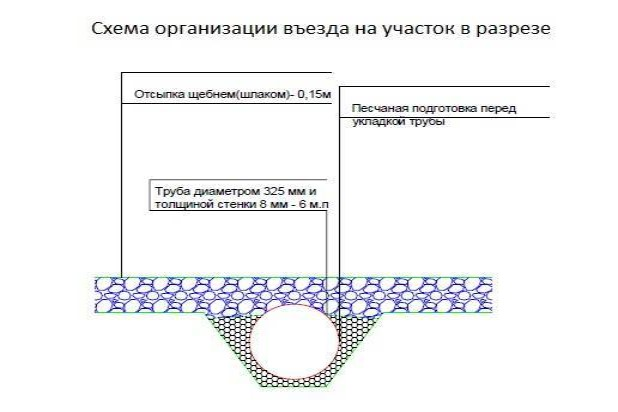 Схема организации въезда на участок в разрезе
Отсыпка щебнем(шлаком)- 0,15м
Песчаная подготовка перед
укладкой трубы
Труба диаметром 325 мм и
толщиной стенки 8 мм - 6 м.п